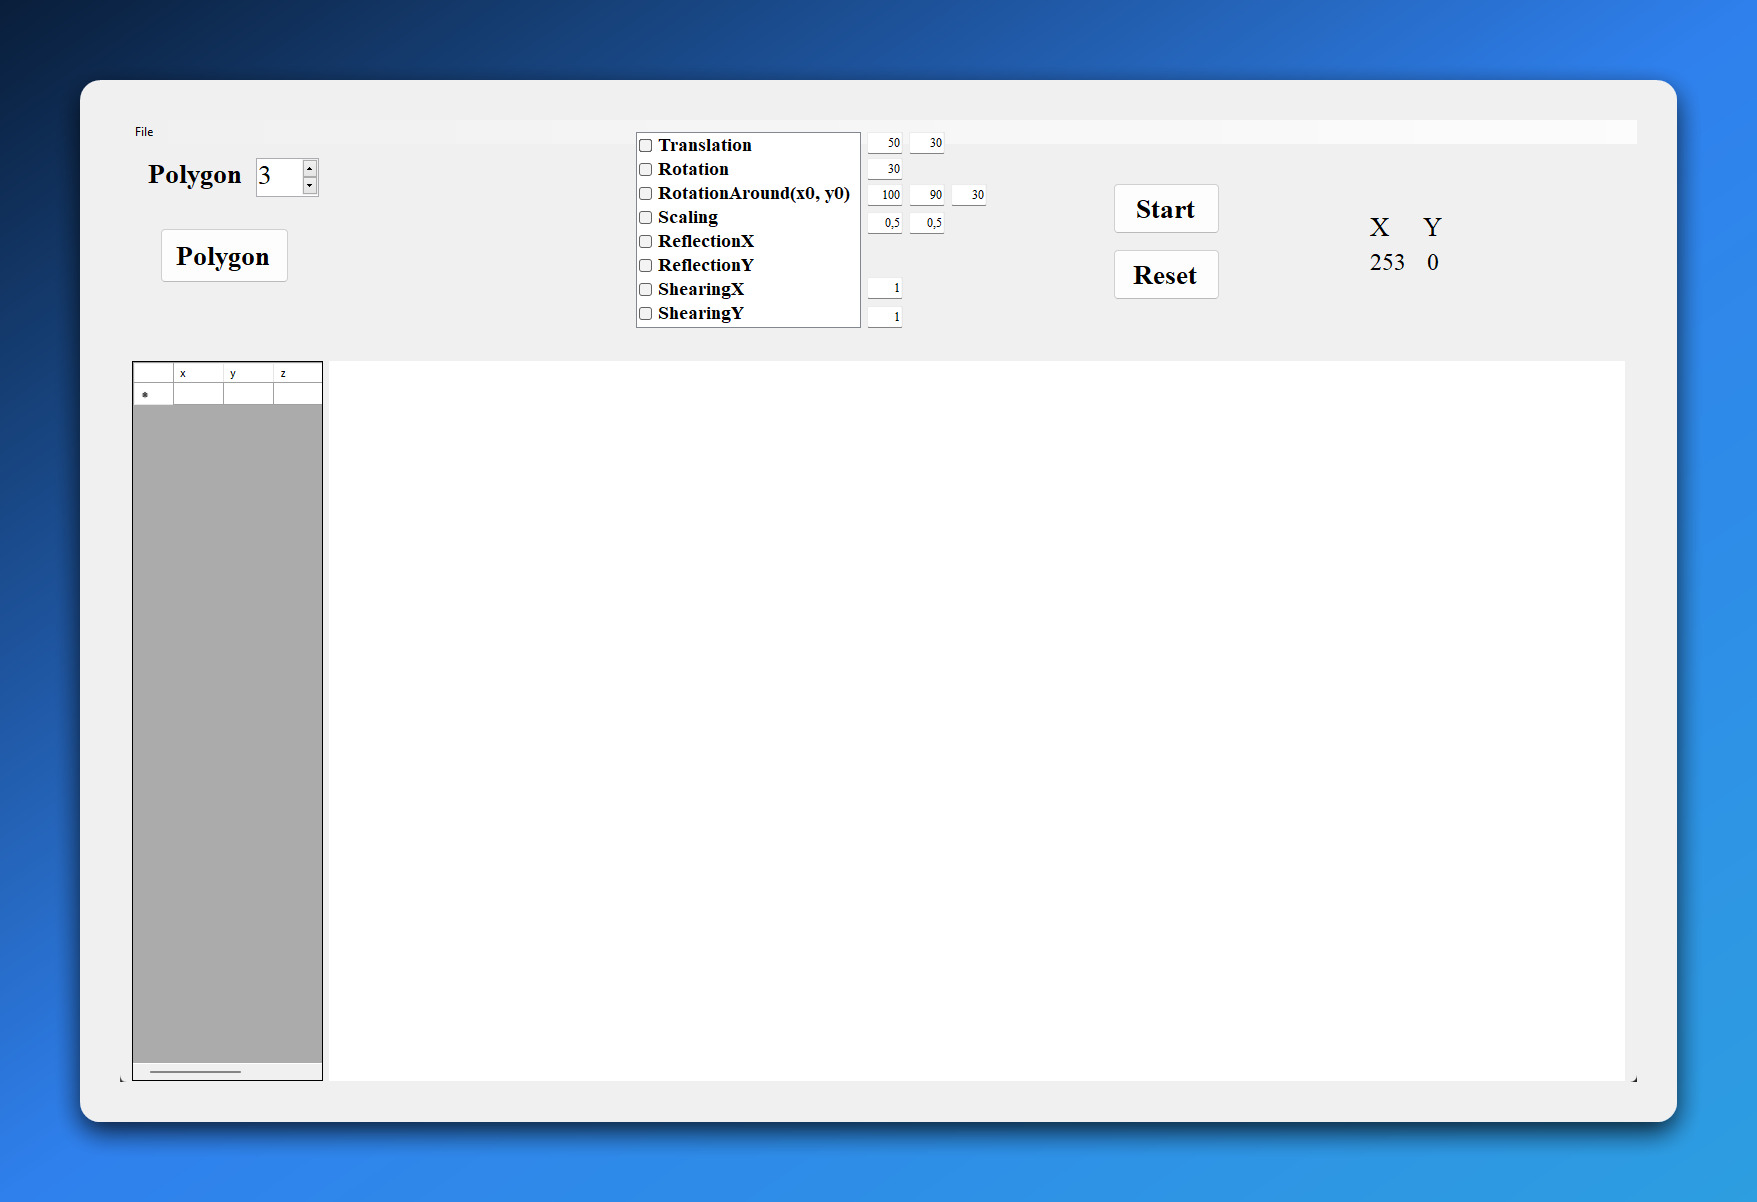 File
Polygon 3
Polygon
Translation 50 30
Rotation 30
RotationAround(x0, y0) 100 90 30
Scaling 0,5 0,5
ReflectionX
ReflectionY
ShearingX 1
ShearingY 1
Start
Reset
X Y
253 0
x y z